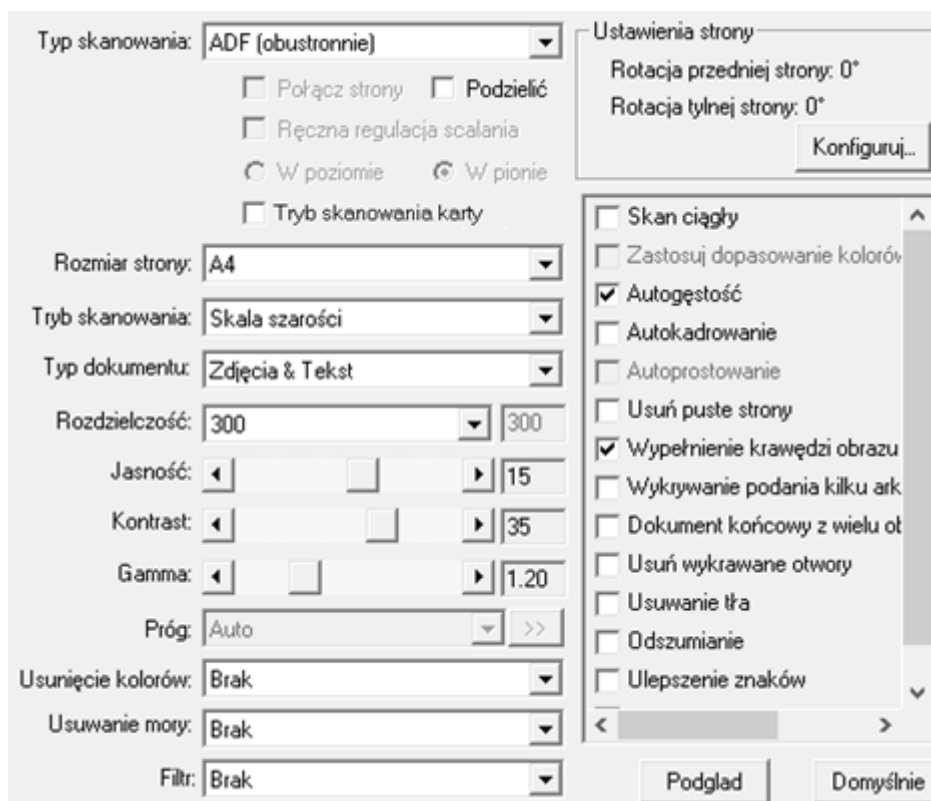 Typ skanowania: ADF (obustronnie)
Połącz strony Podzielić
Ręczna regulacja scalania
W poziomie W pionie
Tryb skanowania karty
Rozmiar strony: A4
Tryb skanowania: Skala szarości
Typ dokumentu: Zdjęcia & Tekst
Rozdzielczość: 300 300
Jasność: 15
Kontrast: 35
Gamma: 1.20
Próg: Auto >>
Usunięcie kolorów: Brak
Usuwanie mory: Brak
Filtr: Brak
Ustawienia strony
Rotacja przedniej strony: 0°
Rotacja tylnej strony: 0°
Konfiguruj...
Skan ciągły
Zastosuj dopasowanie kolorów
Autogęstość
Autokadrowanie
Autoprostowanie
Usuń puste strony
Wypełnienie krawędzi obrazu
Wykrywanie podania kilku ark
Dokument końcowy z wielu ob
Usuń wykrawane otwory
Usuwanie tła
Odszumianie
Ulepszenie znaków
Podgląd Domyślnie